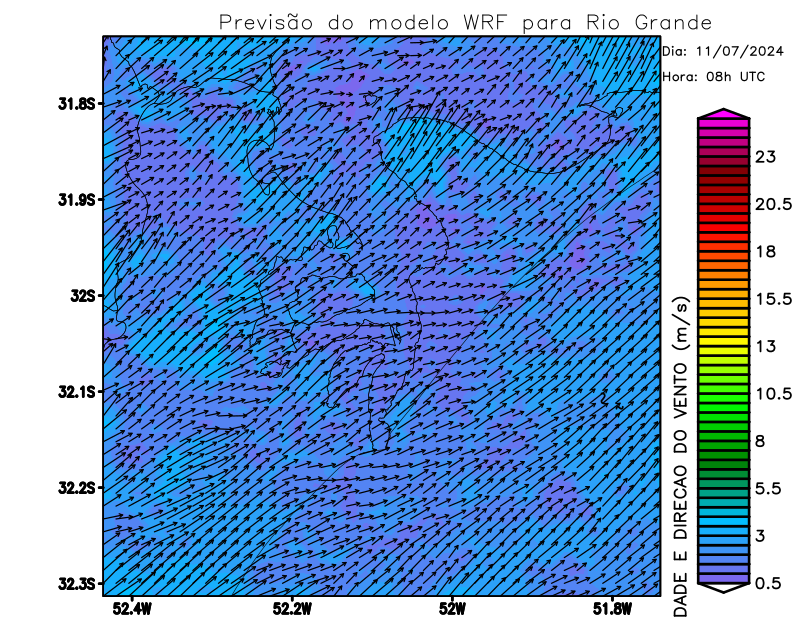 Previsão do modelo WRF para Rio Grande
Dia: 11/07/2024
Hora: 08h UTC
31.8S
31.9S
32S
32.1S
32.2S
32.3S
52.4W
52.2W
52W
51.8W
DADE E DIRECAO DO VENTO (m/s)
23
20.5
18
15.5
13
10.5
8
5.5
3
0.5